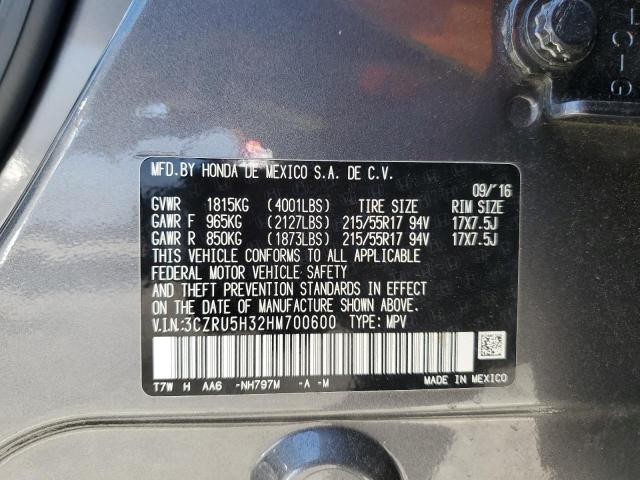 MFD.BY HONDA DE MEXICO S.A. DE C.V.
09/'16
GVWR 1815KG (4001LBS) TIRE SIZE RIM SIZE
GAWR F 965KG (2127LBS) 215/55R17 94V 17X7.5J
GAWR R 850KG (1873LBS) 215/55R17 94V 17X7.5J
THIS VEHICLE CONFORMS TO ALL APPLICABLE
FEDERAL MOTOR VEHICLE SAFETY
AND THEFT PREVENTION STANDARDS IN EFFECT
ON THE DATE OF MANUFACTURE SHOWN ABOVE.
V.I.N.:3CZRU5H32HM700600 TYPE: MPV
T7W H AA6 -NH797M -A -M
MADE IN MEXICO